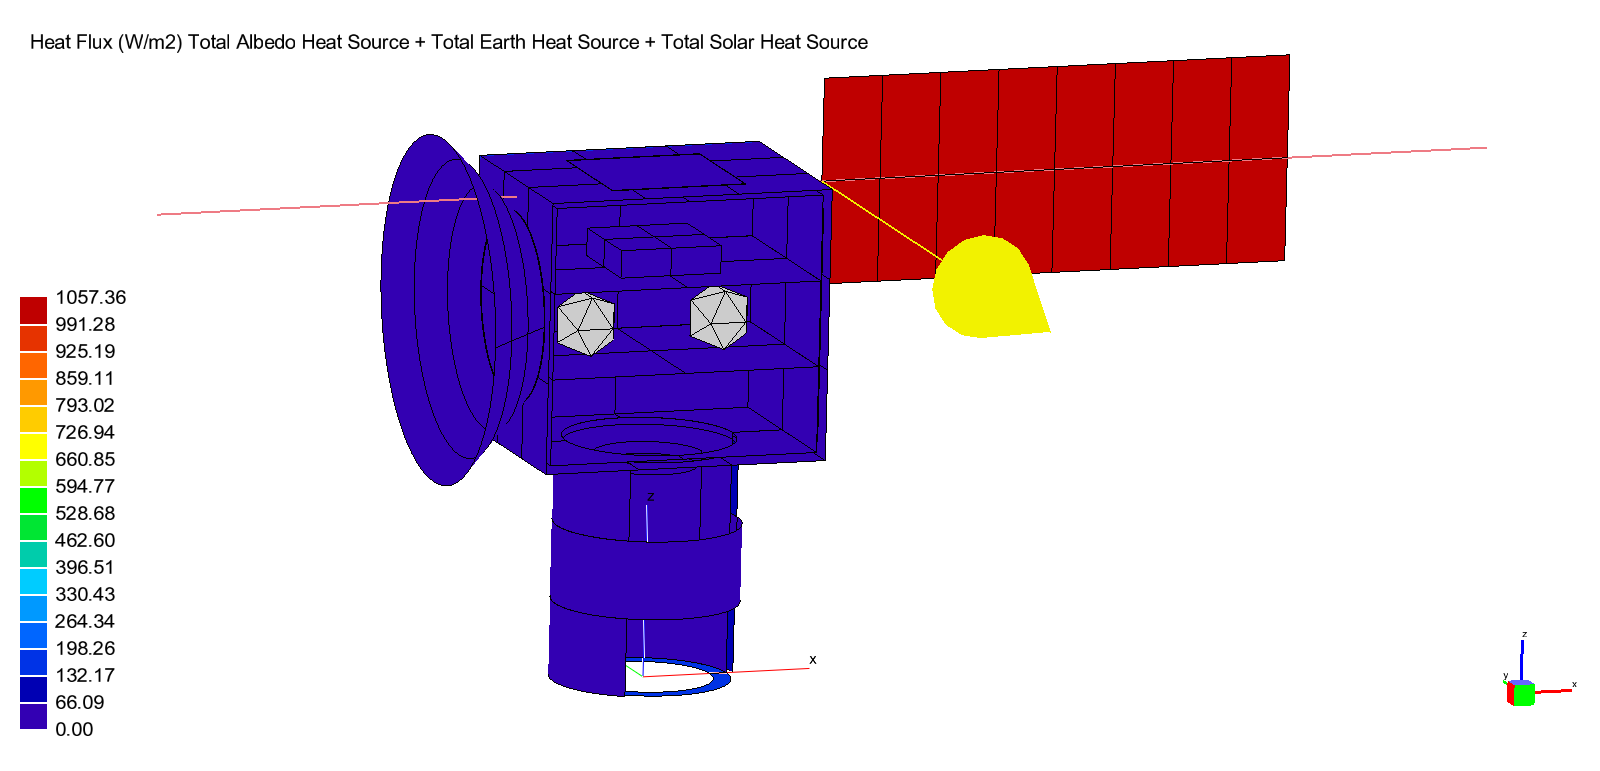 Heat Flux (W/m2) Total Albedo Heat Source + Total Earth Heat Source + Total Solar Heat Source
1057.36
991.28
925.19
859.11
793.02
726.94
660.85
594.77
528.68
462.60
396.51
330.43
264.34
198.26
132.17
66.09
0.00
z
x
z
y
x